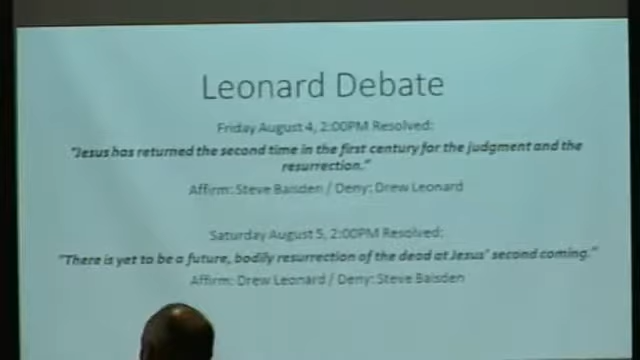 Leonard Debate
Friday August 4, 2:00PM Resolved:
"Jesus has returned the second time in the first century for the judgment and the
resurrection."
Affirm: Steve Baisden / Deny: Drew Leonard
Saturday August 5, 2:00PM Resolved:
"There is yet to be a future, bodily resurrection of the dead at Jesus' second coming."
Affirm: Drew Leonard / Deny: Steve Baisden